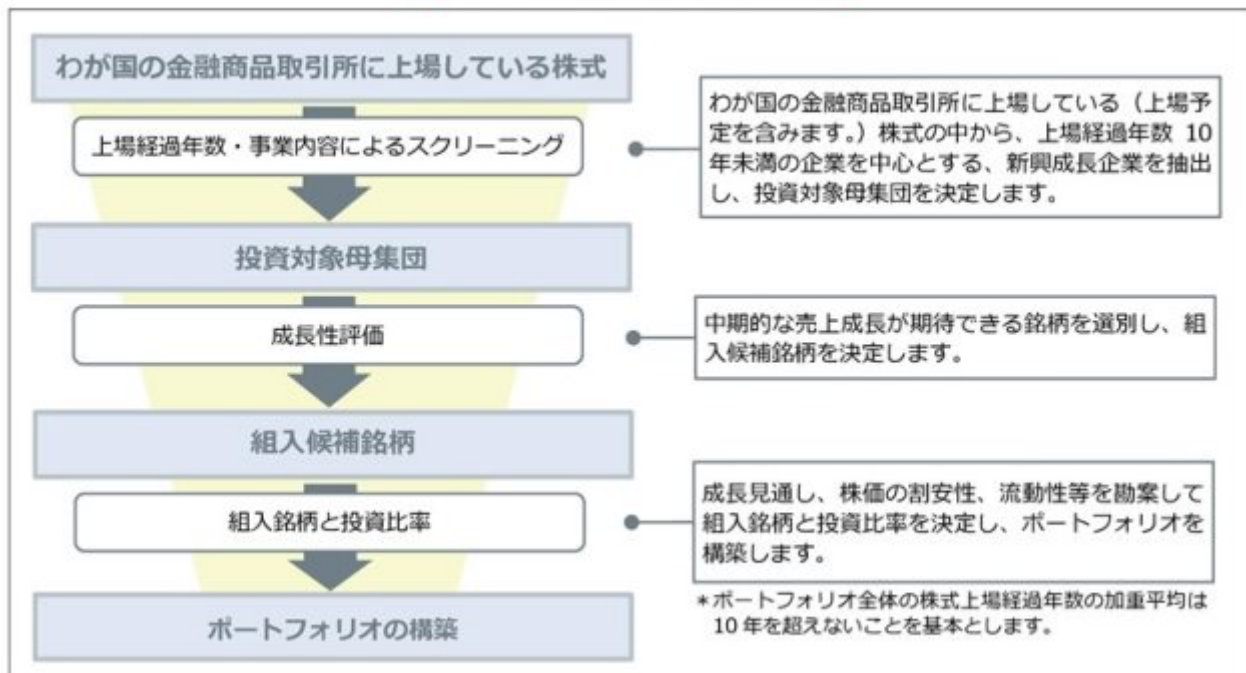 わが国の金融商品取引所に上場している株式
上場経過年数・事業内容によるスクリーニング
わが国の金融商品取引所に上場している（上場予
定を含みます。）株式の中から、上場経過年数 10
年未満の企業を中心とする、新興成長企業を抽出
し、投資対象母集団を決定します。
投資対象母集団
成長性評価
中期的な売上成長が期待できる銘柄を選別し、組
入候補銘柄を決定します。
組入候補銘柄
組入銘柄と投資比率
成長見通し、株価の割安性、流動性等を勘案して
組入銘柄と投資比率を決定し、ポートフォリオを
構築します。
＊ポートフォリオ全体の株式上場経過年数の加重平均は
10 年を超えないことを基本とします。
ポートフォリオの構築